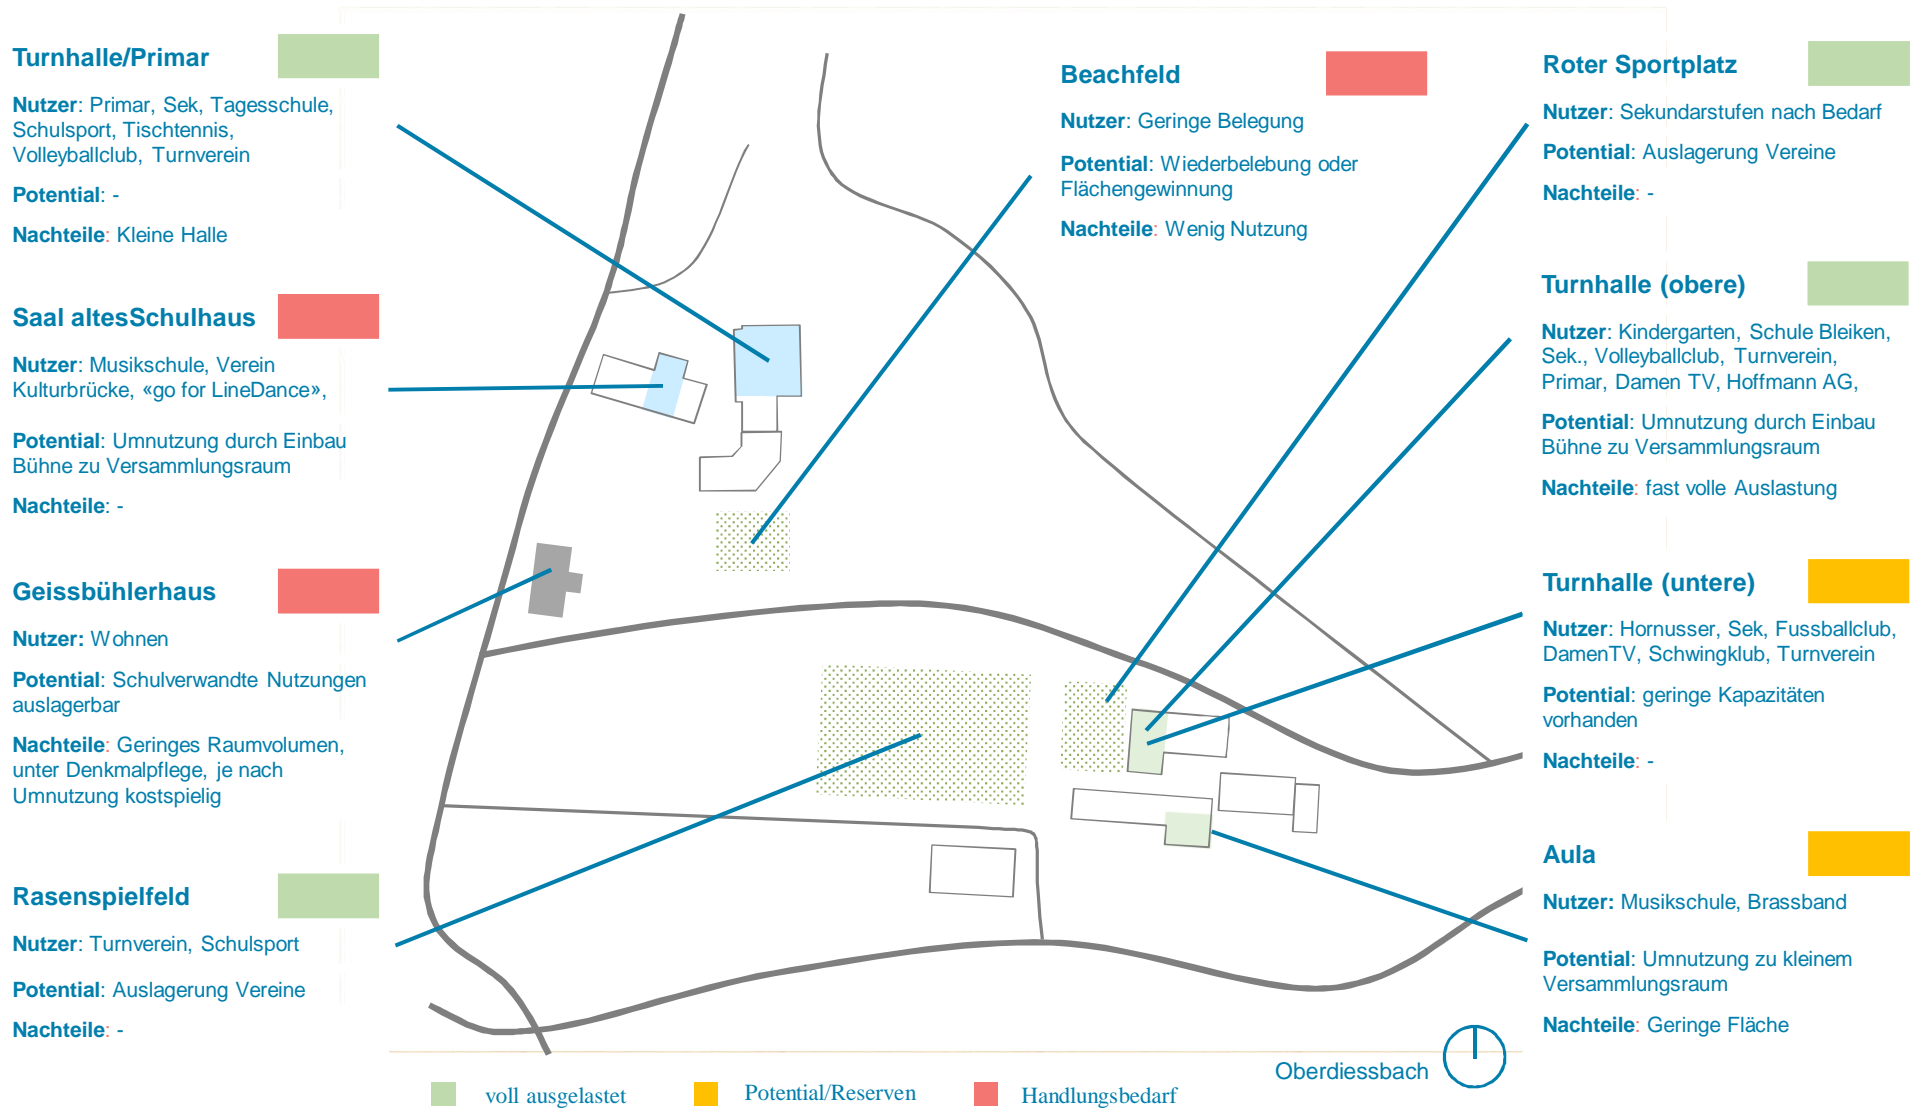 Turnhalle/Primar
Nutzer: Primar, Sek, Tagesschule,
Schulsport, Tischtennis,
Volleyballclub, Turnverein
Potential: -
Nachteile: Kleine Halle
Saal altesSchulhaus
Nutzer: Musikschule, Verein
Kulturbrücke, «go for LineDance»,
Potential: Umnutzung durch Einbau
Bühne zu Versammlungsraum
Nachteile: -
Geissbühlerhaus
Nutzer: Wohnen
Potential: Schulverwandte Nutzungen
auslagerbar
Nachteile: Geringes Raumvolumen,
unter Denkmalpflege, je nach
Umnutzung kostspielig
Rasenspielfeld
Nutzer: Turnverein, Schulsport
Potential: Auslagerung Vereine
Nachteile: -
Beachfeld
Nutzer: Geringe Belegung
Potential: Wiederbelebung oder
Flächengewinnung
Nachteile: Wenig Nutzung
Roter Sportplatz
Nutzer: Sekundarstufen nach Bedarf
Potential: Auslagerung Vereine
Nachteile: -
Turnhalle (obere)
Nutzer: Kindergarten, Schule Bleiken,
Sek., Volleyballclub, Turnverein,
Primar, Damen TV, Hoffmann AG,
Potential: Umnutzung durch Einbau
Bühne zu Versammlungsraum
Nachteile: fast volle Auslastung
Turnhalle (untere)
Nutzer: Hornusser, Sek, Fussballclub,
DamenTV, Schwingklub, Turnverein
Potential: geringe Kapazitäten
vorhanden
Nachteile: -
Aula
Nutzer: Musikschule, Brassband
Potential: Umnutzung zu kleinem
Versammlungsraum
Nachteile: Geringe Fläche
Oberdiessbach
voll ausgelastet
Potential/Reserven
Handlungsbedarf